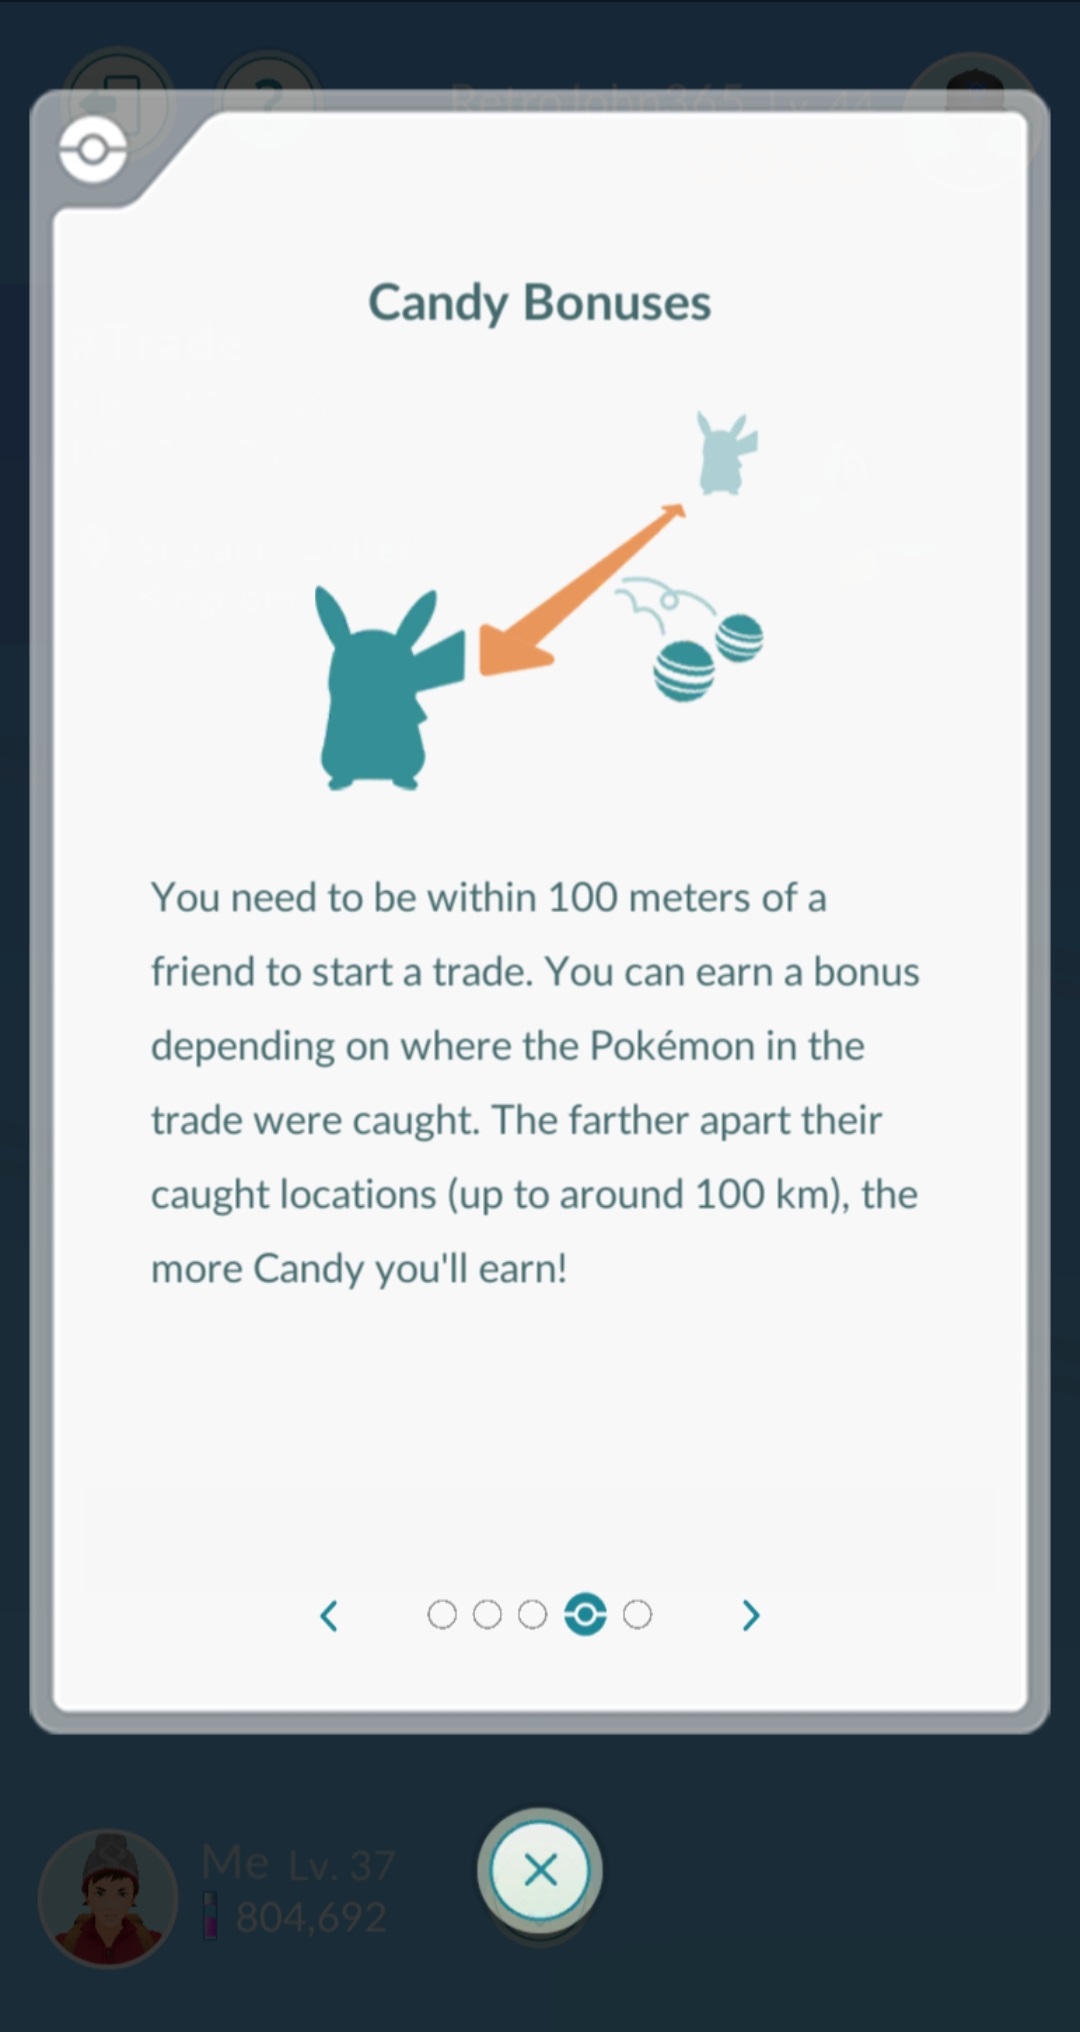 RetroJohn365 Lv. 44
Candy Bonuses
Trade
You need to be within 100 meters of a
friend to start a trade. You can earn a bonus
depending on where the Pokémon in the
trade were caught. The farther apart their
caught locations (up to around 100 km), the
more Candy you'll earn!
Me Lv. 37
804,692